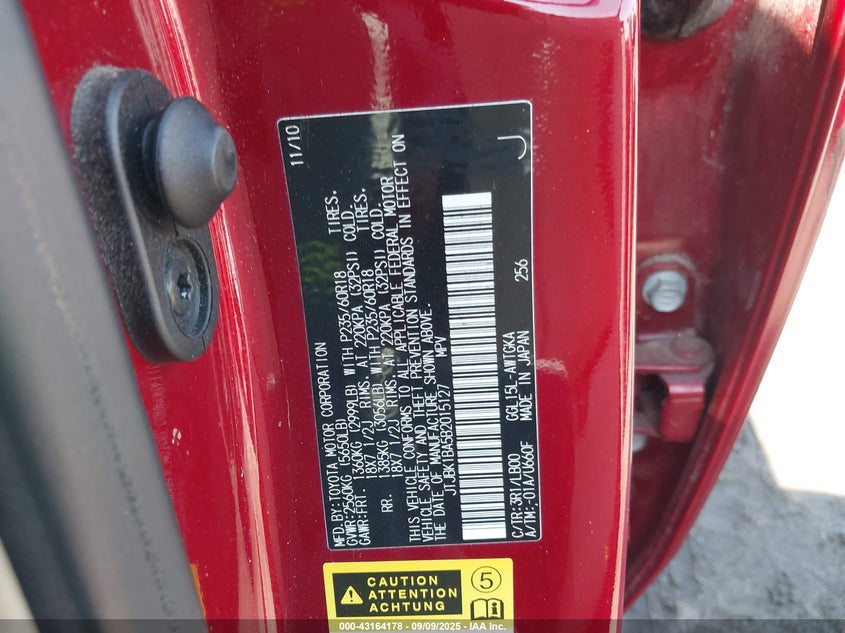 11/10
MFD.BY:TOYOTA MOTOR CORPORATION
GVWR:2560KG (5650LB)
GAWR:FRT. 1360KG (2999LB) WITH P235/60R18 TIRES.
18X7 1/2J RIMS. AT 220KPA (32PSI) COLD.
RR. 1385KG (3056LB) WITH P235/60R18 TIRES.
18X7 1/2J RIMS. AT 220KPA (32PSI) COLD.
THIS VEHICLE CONFORMS TO ALL APPLICABLE FEDERAL MOTOR
VEHICLE SAFETY AND THEFT PREVENTION STANDARDS IN EFFECT ON
THE DATE OF MANUFACTURE SHOWN ABOVE.
JTJBK1BA5B2015127 MPV
C/TR:3R1/LB00 GGL15L-AWTGKA 256
A/TM:-01A/U660F MADE IN JAPAN
J
CAUTION
ATTENTION
ACHTUNG
5
000-43164178 - 09/09/2025 - IAA Inc.